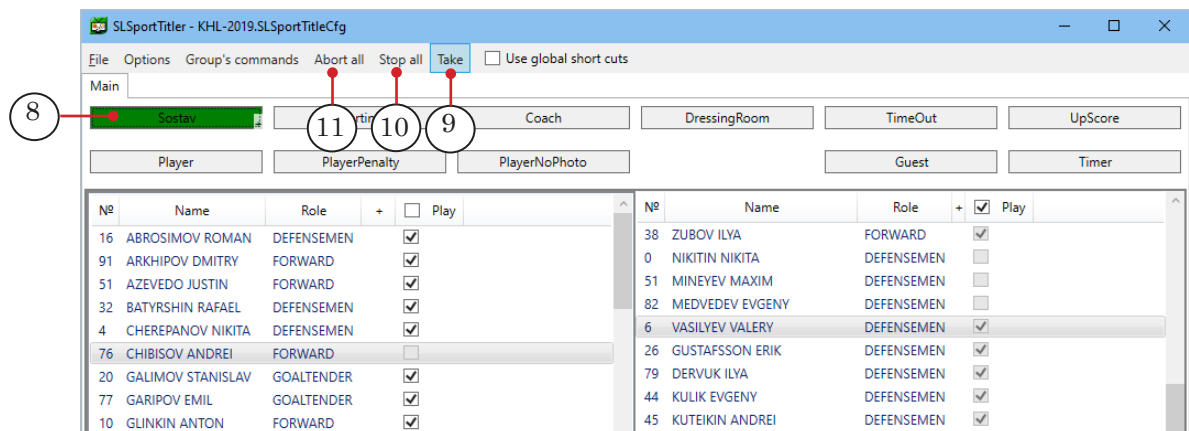 SLSportTitler - KHL-2019.SLSportTitleCfg
File Options Group's commands Abort all Stop all Take Use global short cuts
Main
8 11 10 9
Sostav Coach DressingRoom TimeOut UpScore
Player PlayerPenalty PlayerNoPhoto Guest Timer
Nº Name Role + Play Nº Name Role + Play
16 ABROSIMOV ROMAN DEFENSEMEN 38 ZUBOV ILYA FORWARD
91 ARKHIPOV DMITRY FORWARD 0 NIKITIN NIKITA DEFENSEMEN
51 AZEVEDO JUSTIN FORWARD 51 MINEYEV MAXIM DEFENSEMEN
32 BATYRSHIN RAFAEL DEFENSEMEN 82 MEDVEDEV EVGENY DEFENSEMEN
4 CHEREPANOV NIKITA DEFENSEMEN 6 VASILYEV VALERY DEFENSEMEN
76 CHIBISOV ANDREI FORWARD 26 GUSTAFSSON ERIK DEFENSEMEN
20 GALIMOV STANISLAV GOALTENDER 79 DERVUK ILYA DEFENSEMEN
77 GARIPOV EMIL GOALTENDER 44 KULIK EVGENY DEFENSEMEN
10 GLINKIN ANTON FORWARD 45 KUTEIKIN ANDREI DEFENSEMEN